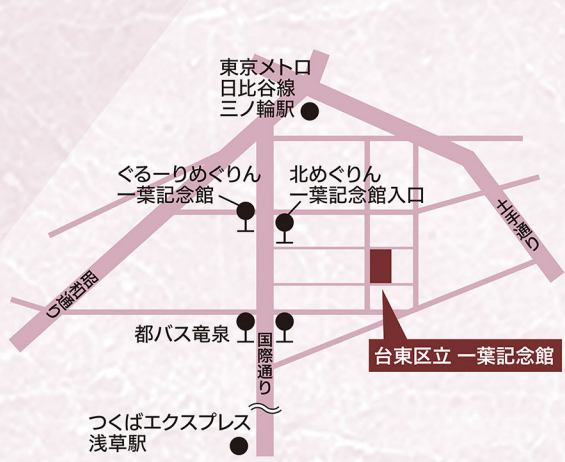 東京メトロ
日比谷線
三ノ輪駅
ぐるーりめぐりん
一葉記念館
北めぐりん
一葉記念館入口
土手通り
昭和通り
台東区立 一葉記念館
都バス竜泉
国際通り
つくばエクスプレス
浅草駅